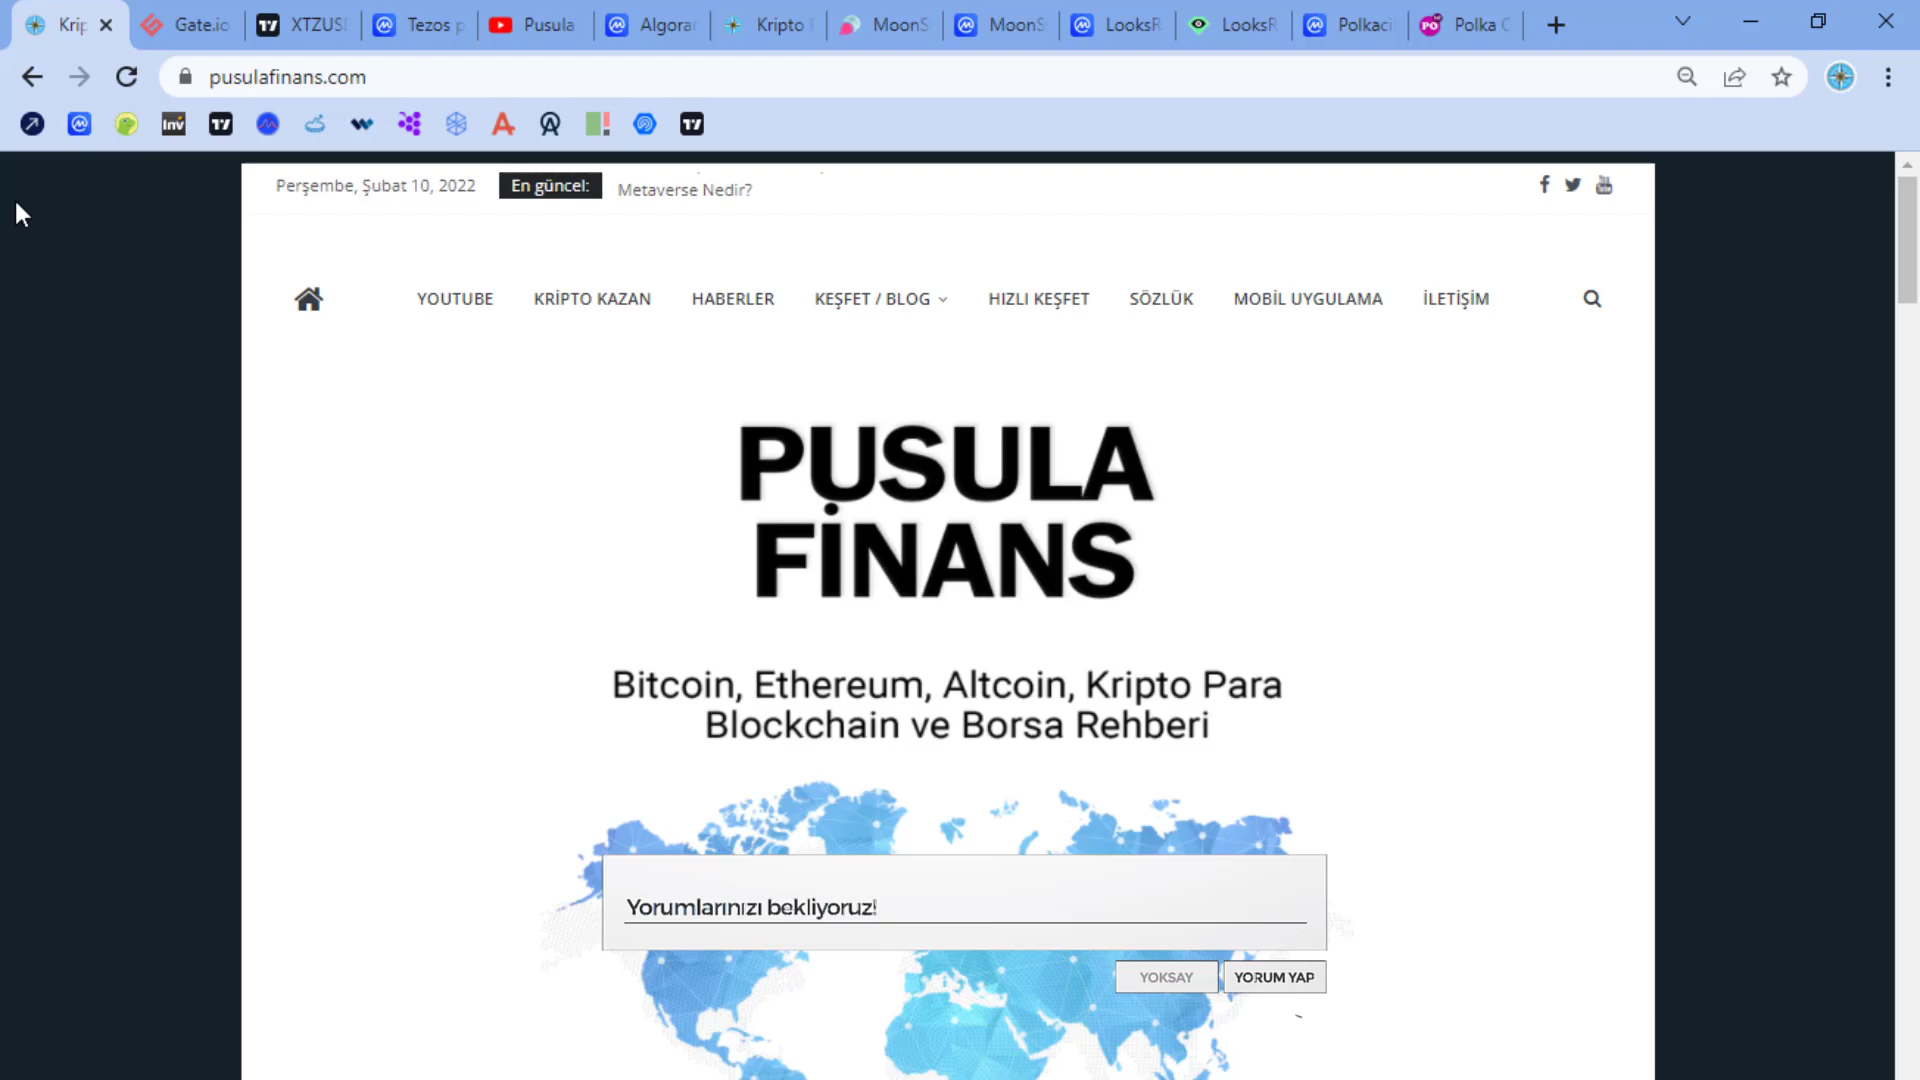 Krip
Gate.io
XTZUS
Tezos p
Pusula
Algora
Kripto
MoonS
MoonS
LooksR
LooksR
Polkaci
Polka C
pusulafinans.com
Inv
Perşembe, Şubat 10, 2022
En güncel:
Metaverse Nedir?
YOUTUBE
KRİPTO KAZAN
HABERLER
KEŞFET / BLOG
HIZLI KEŞFET
SÖZLÜK
MOBİL UYGULAMA
İLETİŞİM
PUSULA
FİNANS
Bitcoin, Ethereum, Altcoin, Kripto Para
Blockchain ve Borsa Rehberi
Yorumlarınızı bekliyoruz!
YOKSAY
YORUM YAP